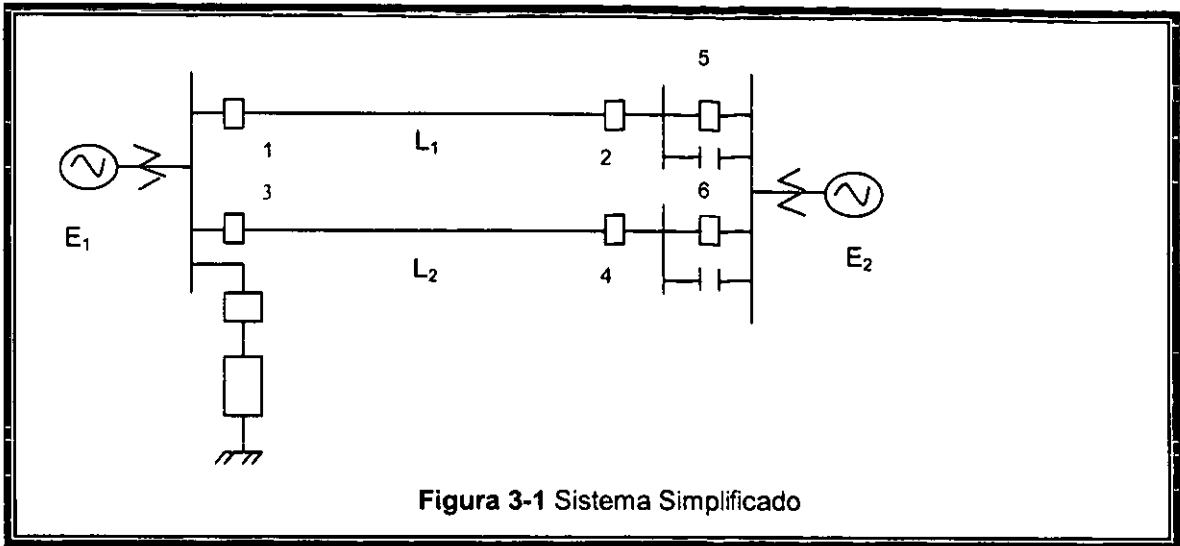 5
1
L₁
2
3
6
E₁
E₂
L₂
4
Figura 3-1 Sistema Simplificado